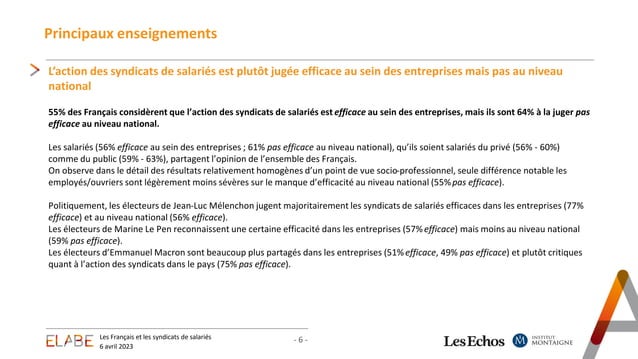 Principaux enseignements
L'action des syndicats de salariés est plutôt jugée efficace au sein des entreprises mais pas au niveau
national
55% des Français considèrent que l'action des syndicats de salariés est efficace au sein des entreprises, mais ils sont 64% à la juger pas
efficace au niveau national.
Les salariés (56% efficace au sein des entreprises ; 61% pas efficace au niveau national), qu'ils soient salariés du privé (56% - 60%)
comme du public (59% - 63%), partagent l'opinion de l'ensemble des Français.
On observe dans le détail des résultats relativement homogènes d'un point de vue socio-professionnel, seule différence notable les
employés/ouvriers sont légèrement moins sévères sur le manque d'efficacité au niveau national (55% pas efficace).
Politiquement, les électeurs de Jean-Luc Mélenchon jugent majoritairement les syndicats de salariés efficaces dans les entreprises (77%
efficace) et au niveau national (56% efficace).
Les électeurs de Marine Le Pen reconnaissent une certaine efficacité dans les entreprises (57% efficace) mais moins au niveau national
(59% pas efficace).
Les électeurs d'Emmanuel Macron sont beaucoup plus partagés dans les entreprises (51% efficace, 49% pas efficace) et plutôt critiques
quant à l'action des syndicats dans le pays (75% pas efficace).
ELABE
Les Français et les syndicats de salariés
6 avril 2023
- 6 -
Les Echos
M
INSTITUT
MONTAIGNE